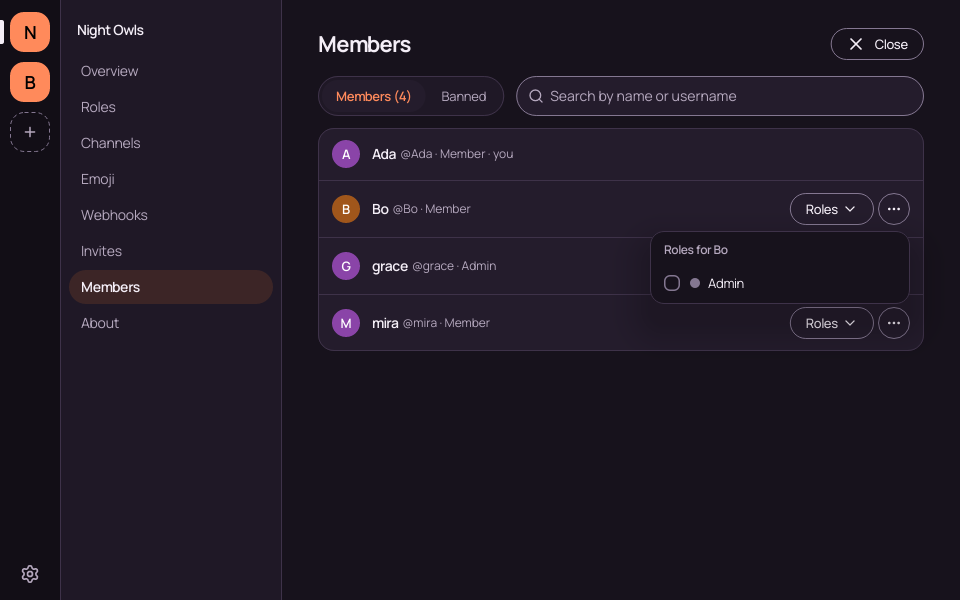 N
B
Night Owls
Overview
Roles
Channels
Emoji
Webhooks
Invites
Members
About
Members
Close
Members (4)
Banned
Search by name or username
A
Ada @Ada · Member · you
B
Bo @Bo · Member
Roles
Roles for Bo
Admin
G
grace @grace · Admin
M
mira @mira · Member
Roles